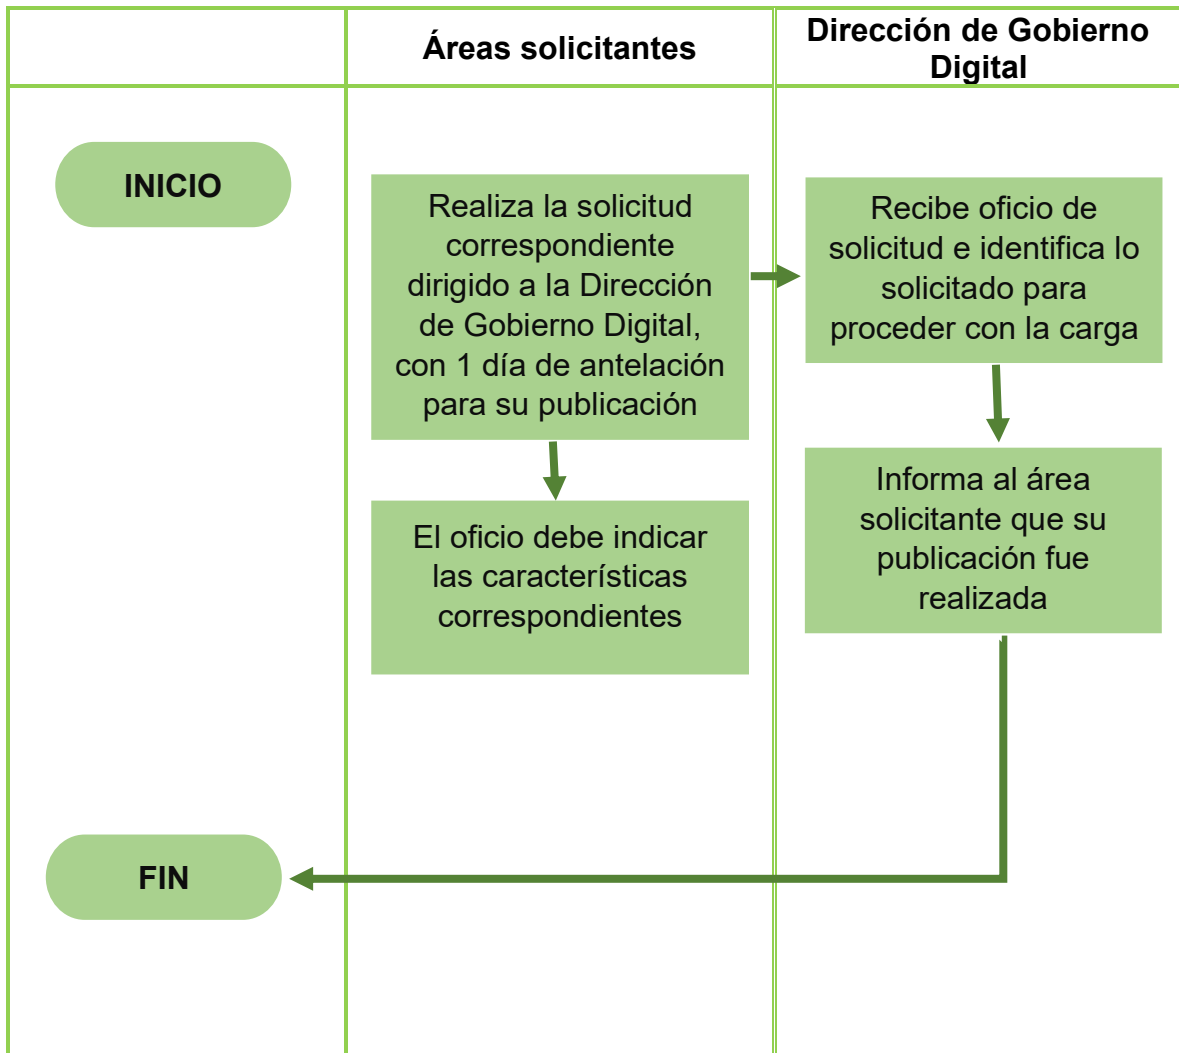 Áreas solicitantes
Dirección de Gobierno
Digital
INICIO
Realiza la solicitud
correspondiente
dirigido a la Dirección
de Gobierno Digital,
con 1 día de antelación
para su publicación
Recibe oficio de
solicitud e identifica lo
solicitado para
proceder con la carga
El oficio debe indicar
las características
correspondientes
Informa al área
solicitante que su
publicación fue
realizada
FIN